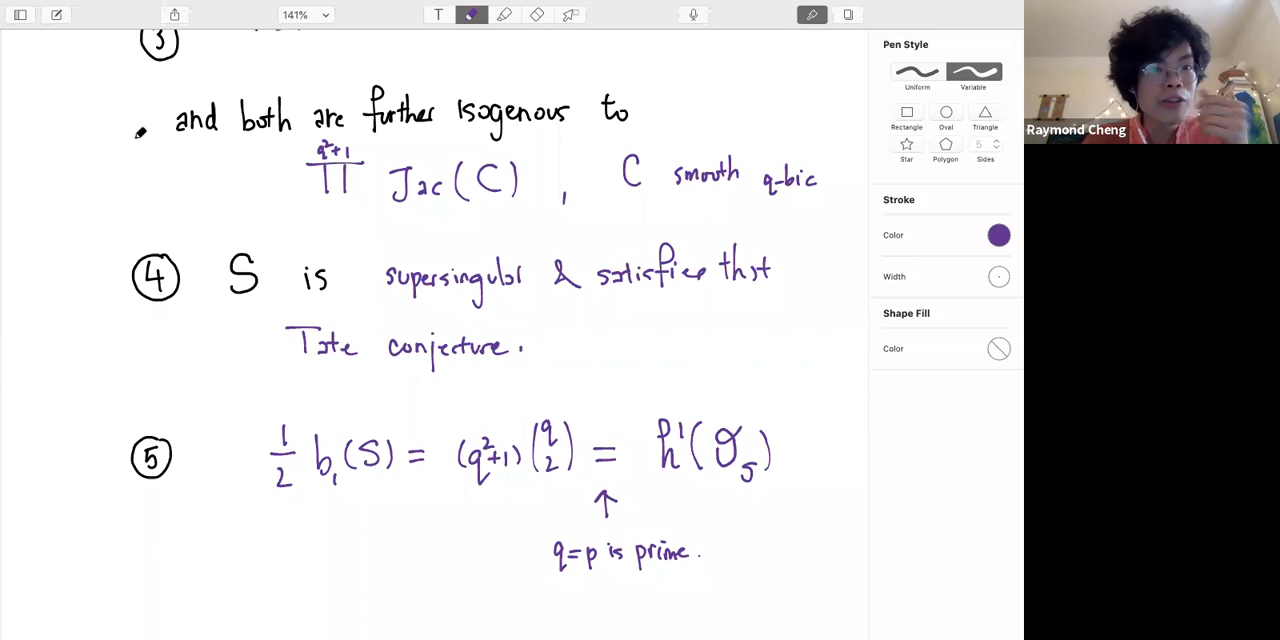 141%
T
③
and both are further isogenous to
q²+1
∏ Jac(C), C smooth q-bic
④ S is supersingular & satisfies that
Tate conjecture.
⑤ 1/2 b₁(S) = (q²+1)(q 2) = h¹(𝒪_S)
↑
q=p is prime.
Pen Style
Uniform Variable
Rectangle Oval Triangle
5
Star Polygon Sides
Stroke
Color
Width
Shape Fill
Color
Raymond Cheng